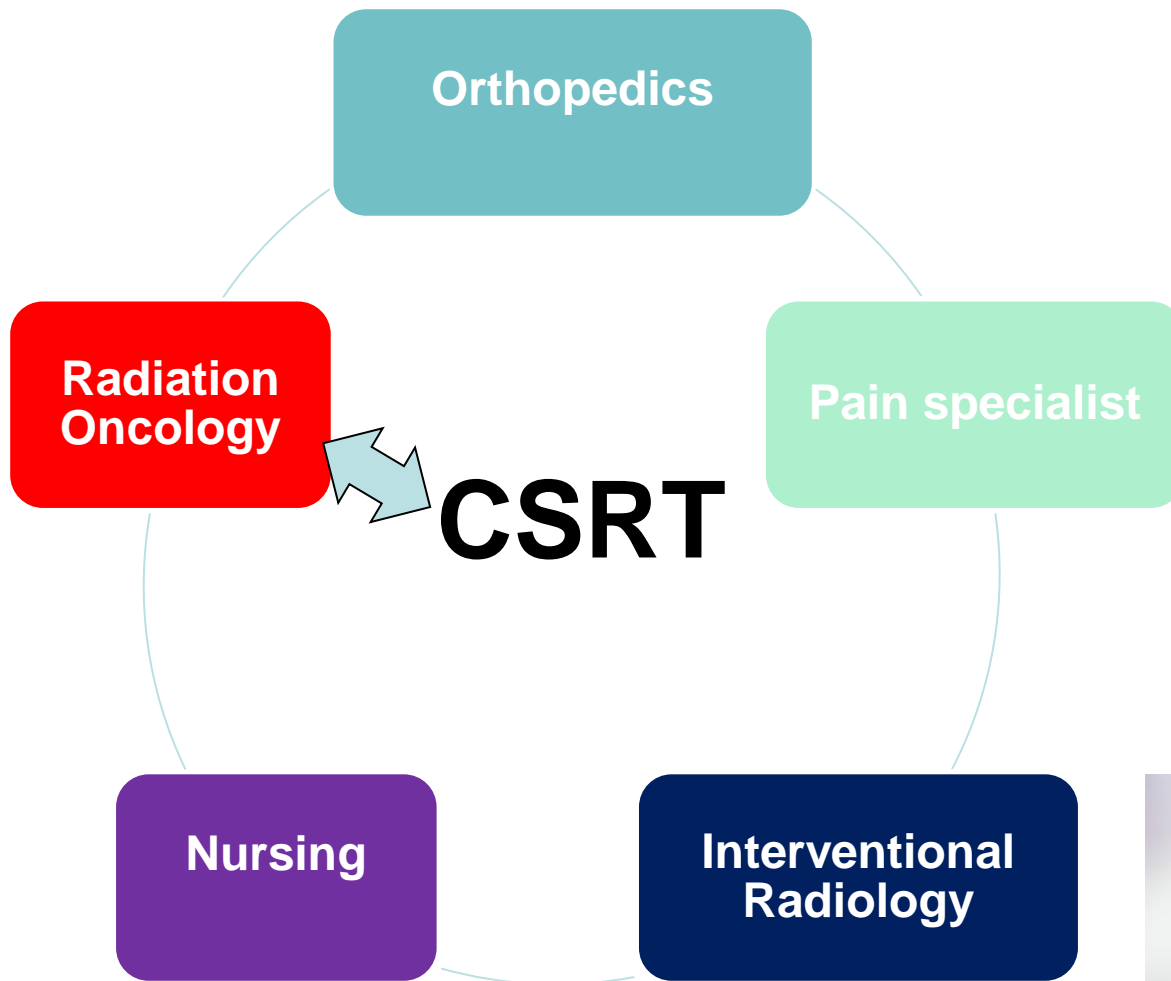 Orthopedics
Radiation
Oncology
Pain specialist
CSRT
Nursing
Interventional
Radiology